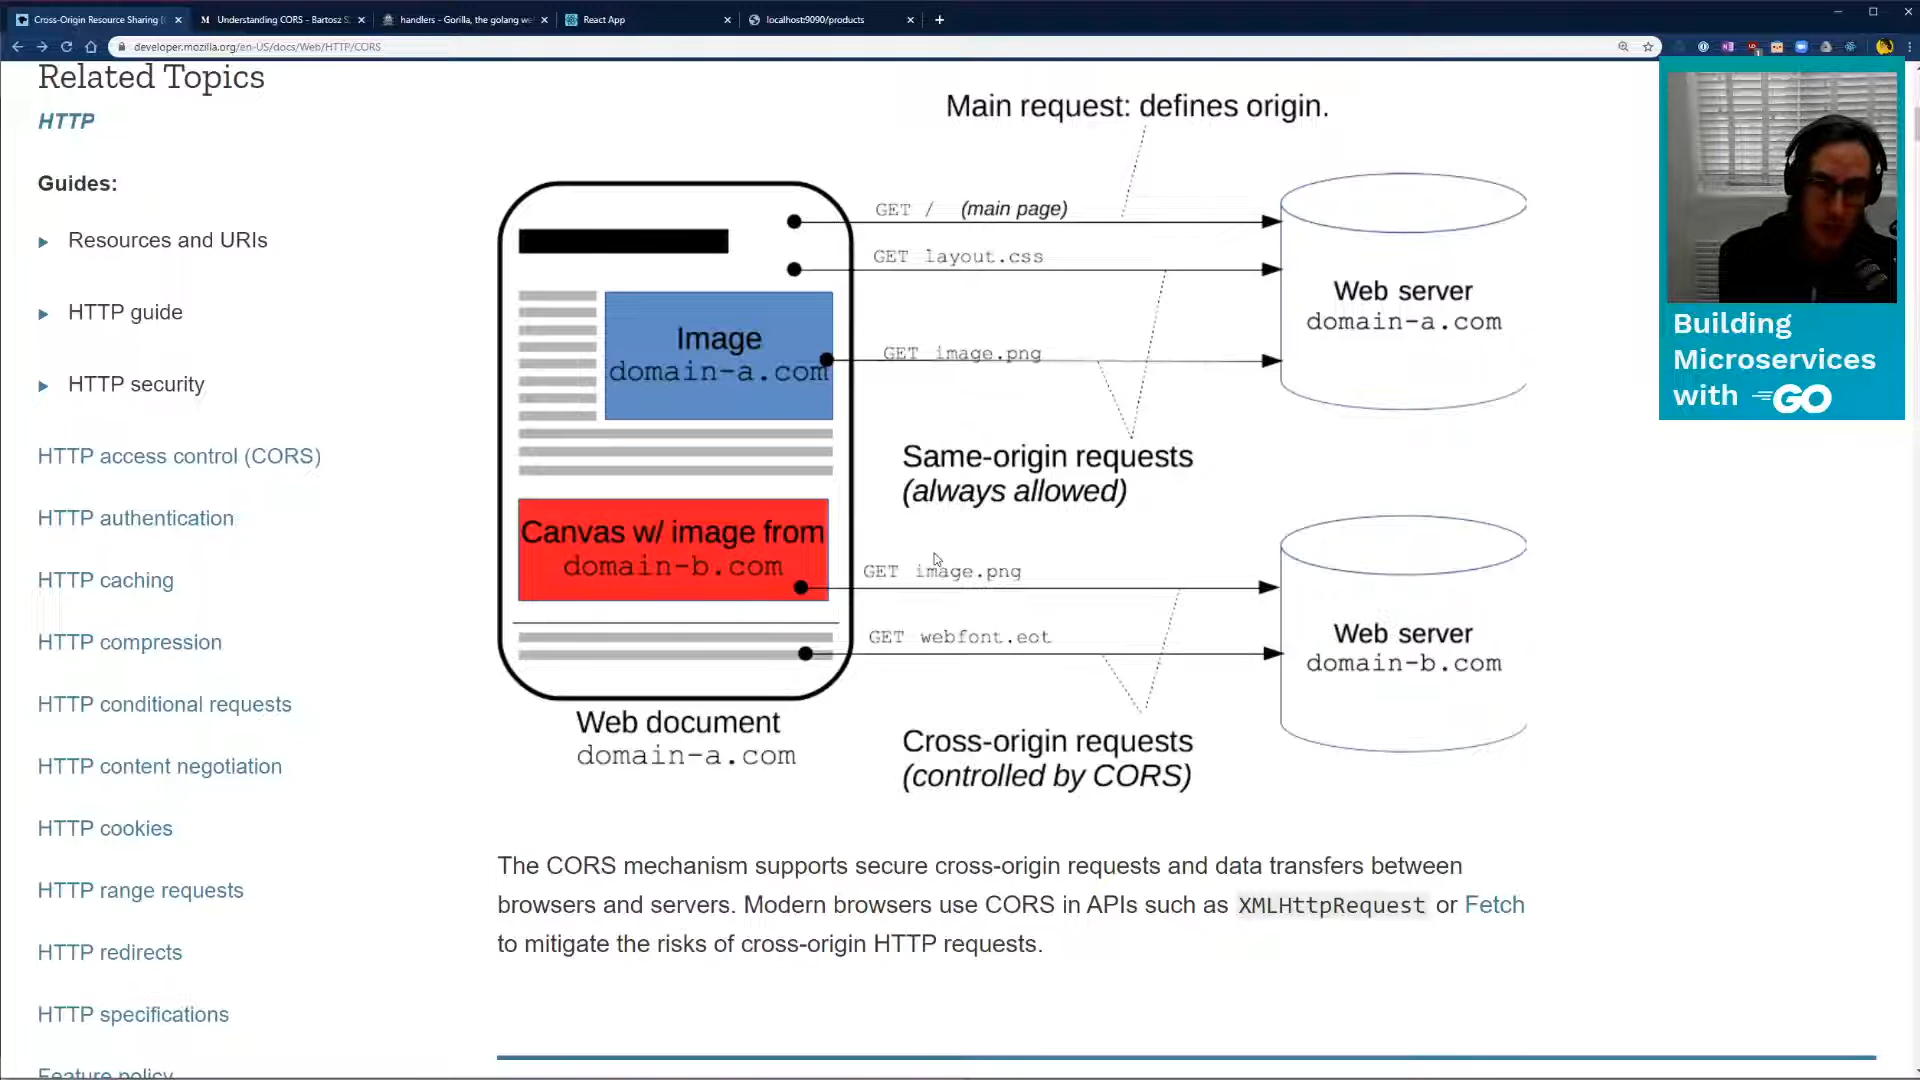 Cross-Origin Resource Sharing (
Understanding CORS - Bartosz S
handlers - Gorilla, the golang we
React App
localhost:9090/products
developer.mozilla.org/en-US/docs/Web/HTTP/CORS
Related Topics
HTTP
Guides:
Resources and URIs
HTTP guide
HTTP security
HTTP access control (CORS)
HTTP authentication
HTTP caching
HTTP compression
HTTP conditional requests
HTTP content negotiation
HTTP cookies
HTTP range requests
HTTP redirects
HTTP specifications
Feature policy
Main request: defines origin.
GET / (main page)
GET layout.css
Image
domain-a.com
GET image.png
Web server
domain-a.com
Same-origin requests
(always allowed)
Canvas w/ image from
domain-b.com
GET image.png
GET webfont.eot
Web server
domain-b.com
Web document
domain-a.com
Cross-origin requests
(controlled by CORS)
The CORS mechanism supports secure cross-origin requests and data transfers between
browsers and servers. Modern browsers use CORS in APIs such as XMLHttpRequest or Fetch
to mitigate the risks of cross-origin HTTP requests.
Building
Microservices
with GO